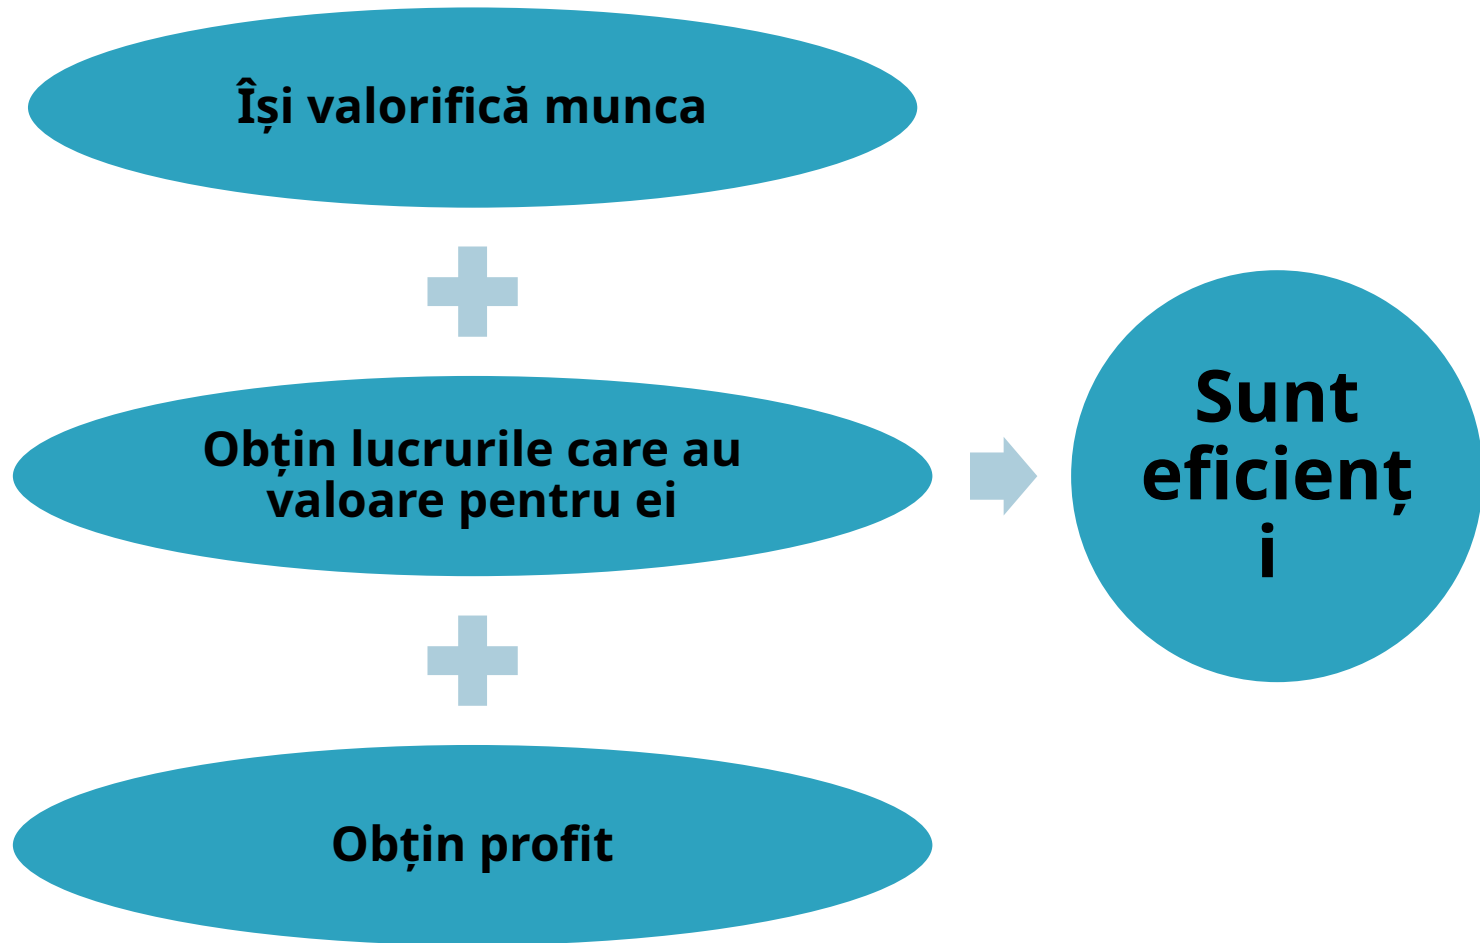 Își valorifică munca
Obțin lucrurile care au
valoare pentru ei
Obțin profit
Sunt
eficienț
i